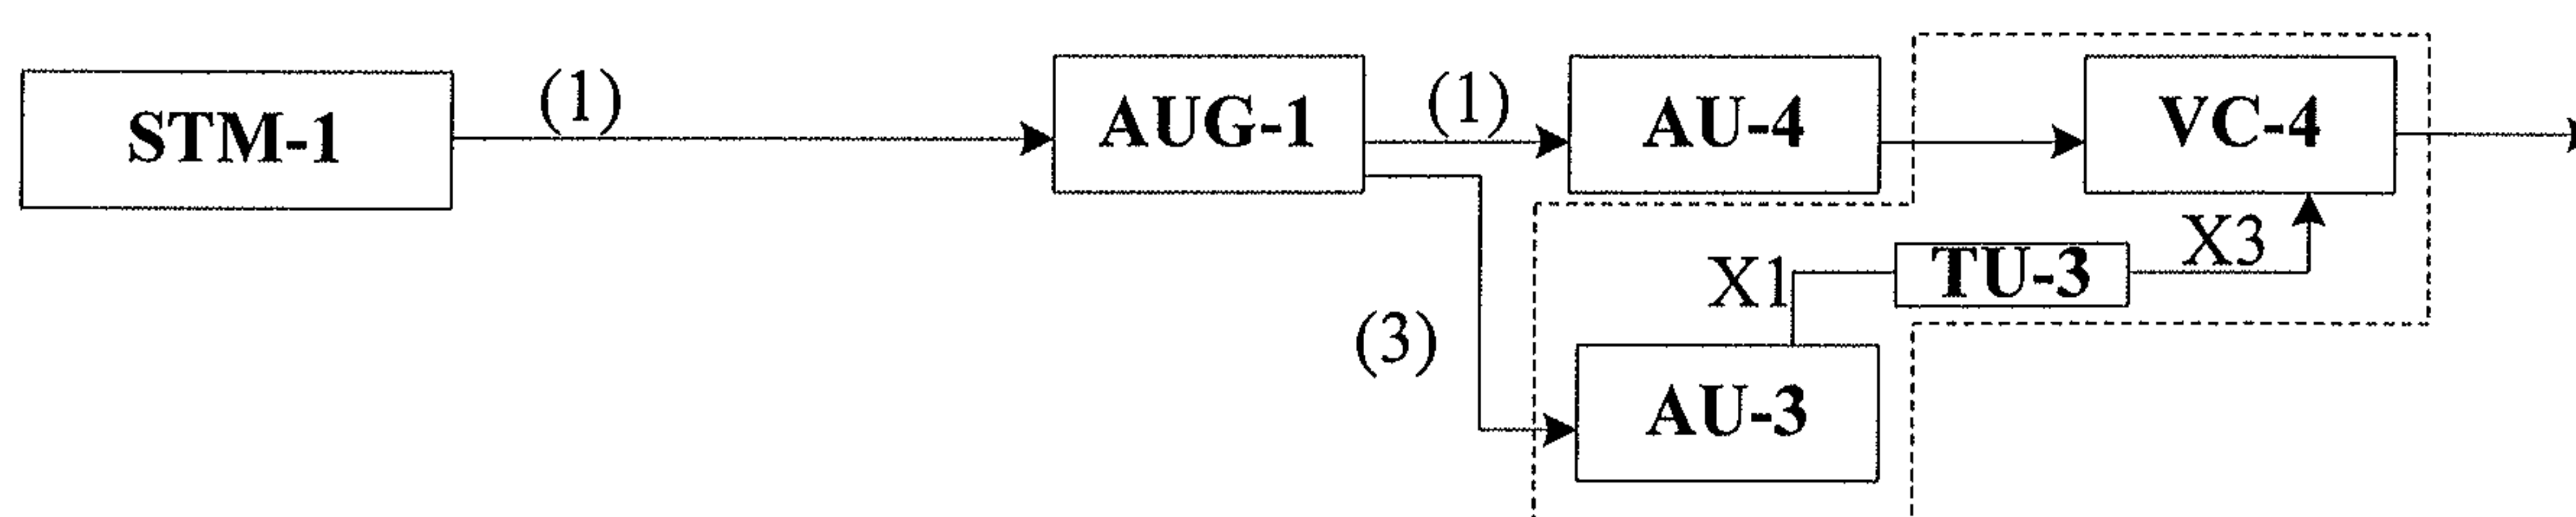 STM-1
(1)
AUG-1
(1)
AU-4
VC-4
X1
TU-3
X3
(3)
AU-3